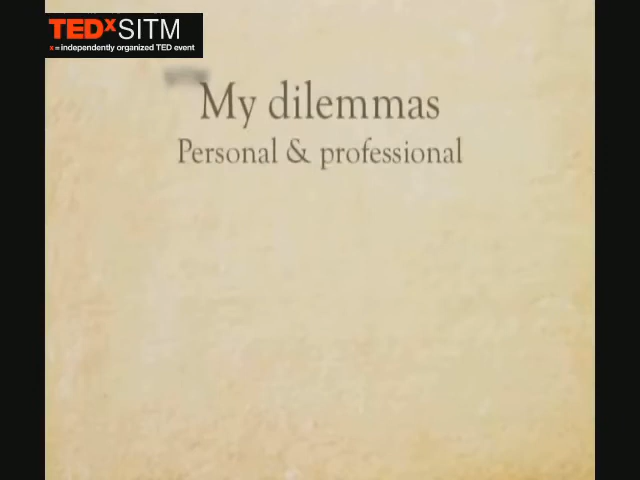 TEDxSITM
x = independently organized TED event
My dilemmas
Personal & professional